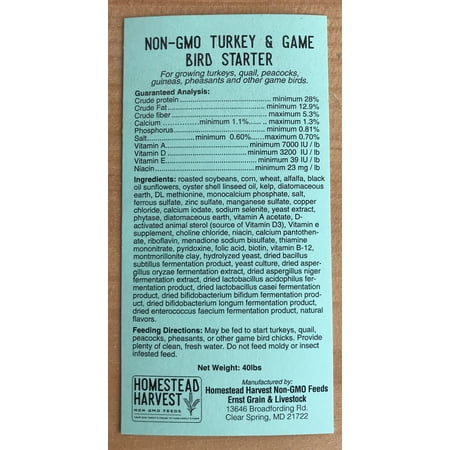 NON-GMO TURKEY & GAME
BIRD STARTER
For growing turkeys, quail, peacocks,
guineas, pheasants and other game birds.
Guaranteed Analysis:
Crude protein ........ minimum 28%
Crude Fat ........ minimum 12.9%
Crude fiber ........ maximum 5.3%
Calcium ........ minimum 1.1% ..... maximum 1.3%
Phosphorus ........ minimum 0.81%
Salt ........ minimum 0.60% ..... maximum 0.70%
Vitamin A ........ minimum 7000 IU / lb
Vitamin D ........ minimum 3200 IU / lb
Vitamin E ........ minimum 39 IU / lb
Niacin ........ minimum 23 mg / lb
Ingredients: roasted soybeans, corn, wheat, alfalfa, black
oil sunflowers, oyster shell linseed oil, kelp, diatomaceous
earth, DL methionine, monocalcium phosphate, salt,
ferrous sulfate, zinc sulfate, manganese sulfate, copper
chloride, calcium iodate, sodium selenite, yeast extract,
phytase, diatomaceous earth, vitamin A acetate, D-
activated animal sterol (source of Vitamin D3), Vitamin e
supplement, choline chloride, niacin, calcium pantothen-
ate, riboflavin, menadione sodium bisulfate, thiamine
mononitrate, pyridoxine, folic acid, biotin, vitamin B-12,
montmorillonite clay, hydrolyzed yeast, dried bacillus
subtilus fermentation product, yeast culture, dried asper-
gillus oryzae fermentation extract, dried aspergillus niger
fermentation extract, dried lactobacillus acidophilus fer-
mentation product, dried lactobacillus casei fermentation
product, dried bifidobacterium bifidum fermentation prod-
uct, dried bifidobacterium longum fermentation product,
dried enterococcus faecium fermentation product, natural
flavors.
Feeding Directions: May be fed to start turkeys, quail,
peacocks, pheasants, or other game bird chicks. Provide
plenty of clean, fresh water. Do not feed moldy or insect
infested feed.
Net Weight: 40lbs
HOMESTEAD
HARVEST
NON GMO FEEDS
Manufactured by:
Homestead Harvest Non-GMO Feeds
Ernst Grain & Livestock
13646 Broadfording Rd.
Clear Spring, MD 21722